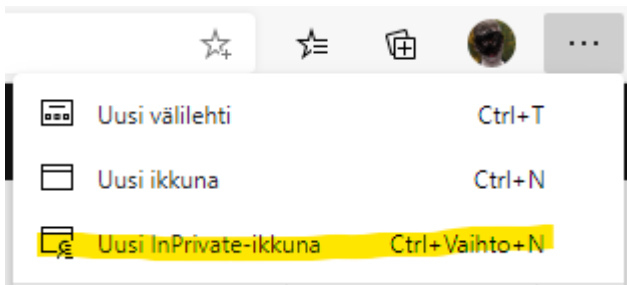 Uusi välilehti Ctrl+T
Uusi ikkuna Ctrl+N
Uusi InPrivate-ikkuna Ctrl+Vaihto+N